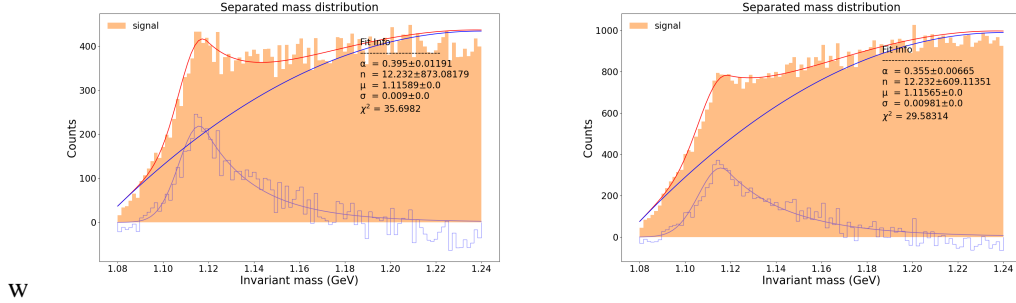 Separated mass distribution
signal
Fit Info
------------------------
α = 0.395±0.01191
n = 12.232±873.08179
μ = 1.11589±0.0
σ = 0.009±0.0
χ² = 35.6982
Counts
400
300
200
100
0
1.08 1.10 1.12 1.14 1.16 1.18 1.20 1.22 1.24
Invariant mass (GeV)
Separated mass distribution
signal
Fit Info
------------------------
α = 0.355±0.00665
n = 12.232±609.11351
μ = 1.11565±0.0
σ = 0.00981±0.0
χ² = 29.58314
Counts
1000
800
600
400
200
0
1.08 1.10 1.12 1.14 1.16 1.18 1.20 1.22 1.24
Invariant mass (GeV)
w